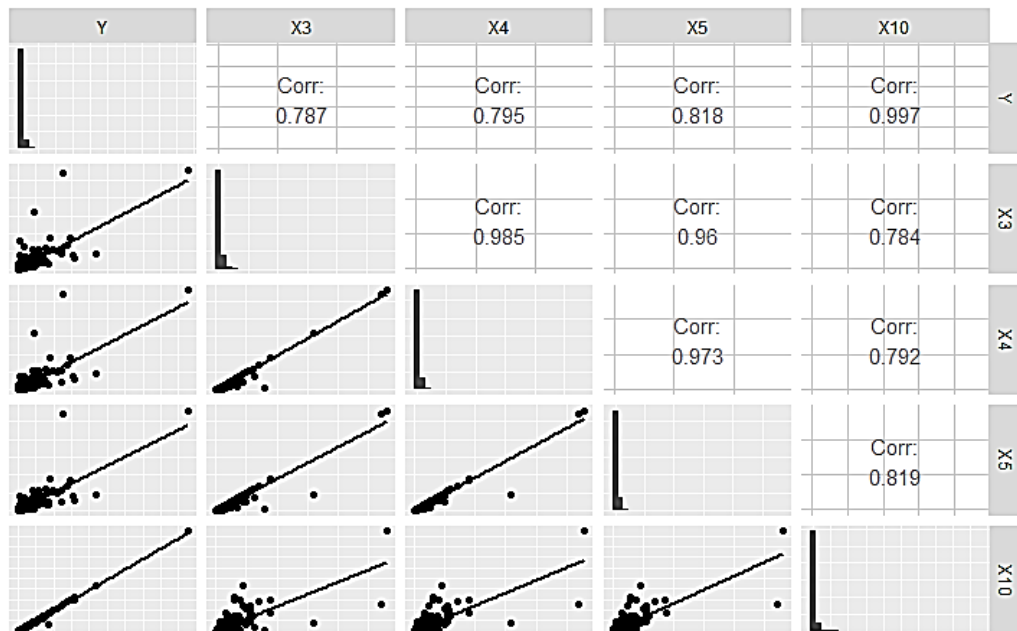 Y X3 X4 X5 X10
Corr: Corr: Corr: Corr:
0.787 0.795 0.818 0.997
Y
Corr: Corr: Corr:
0.985 0.96 0.784
X3
Corr: Corr:
0.973 0.792
X4
Corr:
0.819
X5
X10